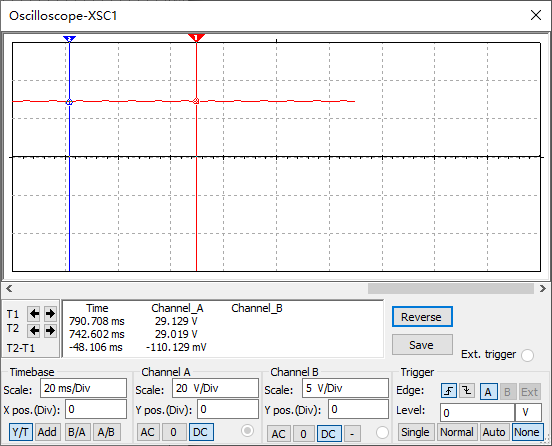 Oscilloscope-XSC1
T1
T2
T2-T1
Time Channel_A Channel_B
790.708 ms 29.129 V
742.602 ms 29.019 V
-48.106 ms -110.129 mV
Reverse
Save
Ext. trigger
Timebase
Scale: 20 ms/Div
X pos.(Div): 0
Y/T Add B/A A/B
Channel A
Scale: 20 V/Div
Y pos.(Div): 0
AC 0 DC
Channel B
Scale: 5 V/Div
Y pos.(Div): 0
AC 0 DC -
Trigger
Edge: A B Ext
Level: 0 V
Single Normal Auto None